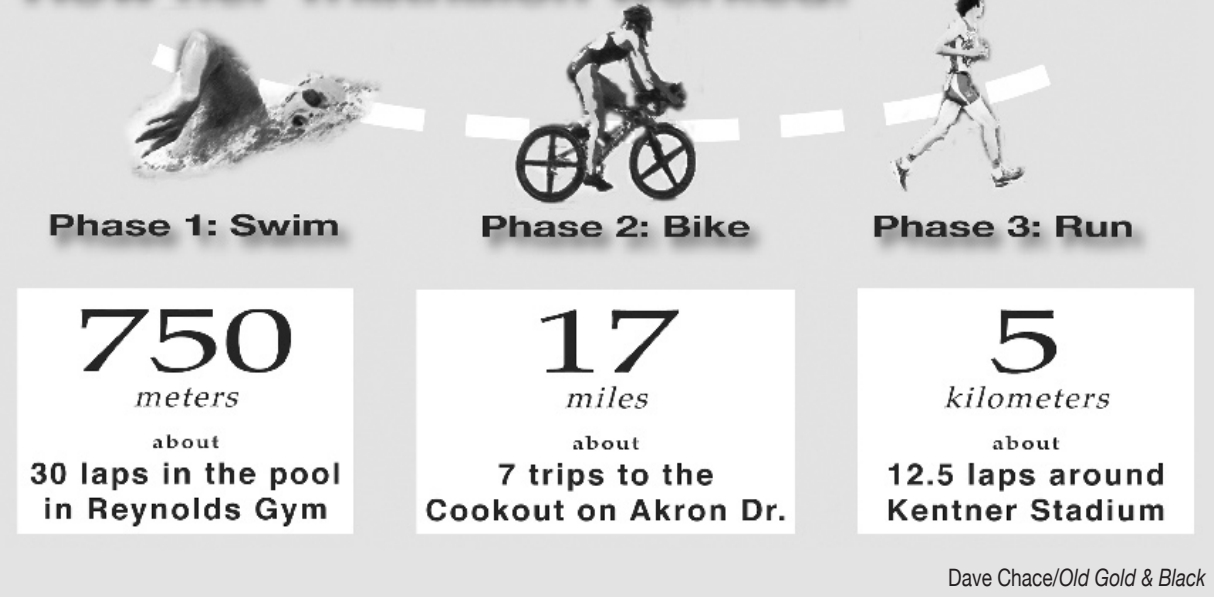 Phase 1: Swim
Phase 2: Bike
Phase 3: Run
750
meters
about
30 laps in the pool
in Reynolds Gym
17
miles
about
7 trips to the
Cookout on Akron Dr.
5
kilometers
about
12.5 laps around
Kentner Stadium
Dave Chace/Old Gold & Black